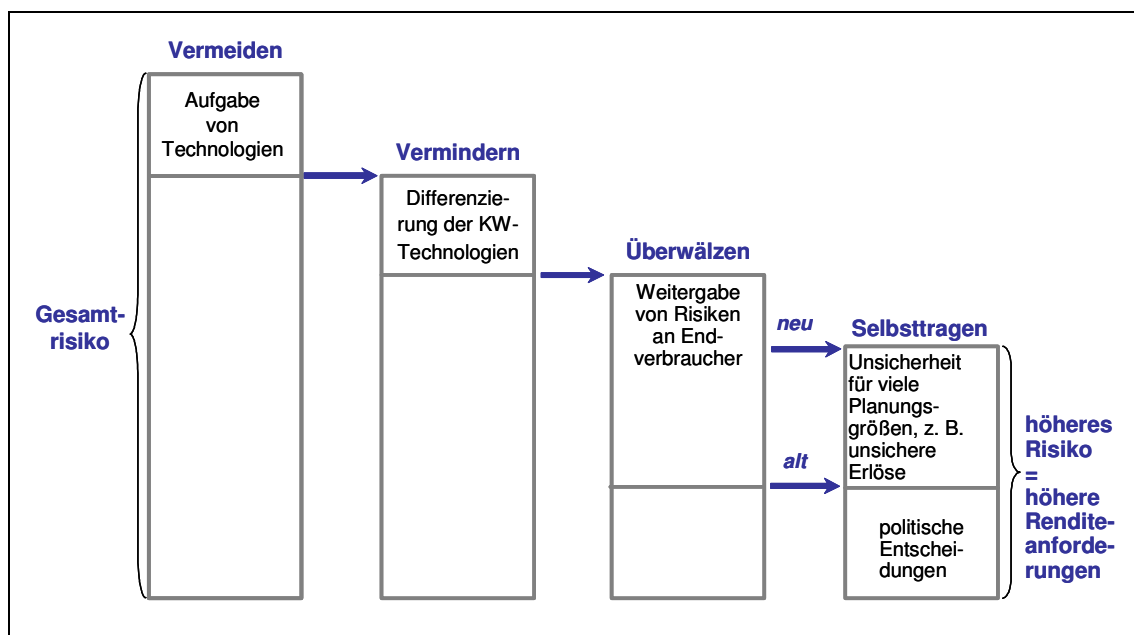 Vermeiden
Aufgabe
von
Technologien
Vermindern
Differenzie-
rung der KW-
Technologien
Überwälzen
Weitergabe
von Risiken
an End-
verbraucher
neu
alt
Selbsttragen
Unsicherheit
für viele
Planungs-
größen, z. B.
unsichere
Erlöse
politische
Entschei-
dungen
Gesamt-
risiko
höheres
Risiko
=
höhere
Rendite-
anforde-
rungen